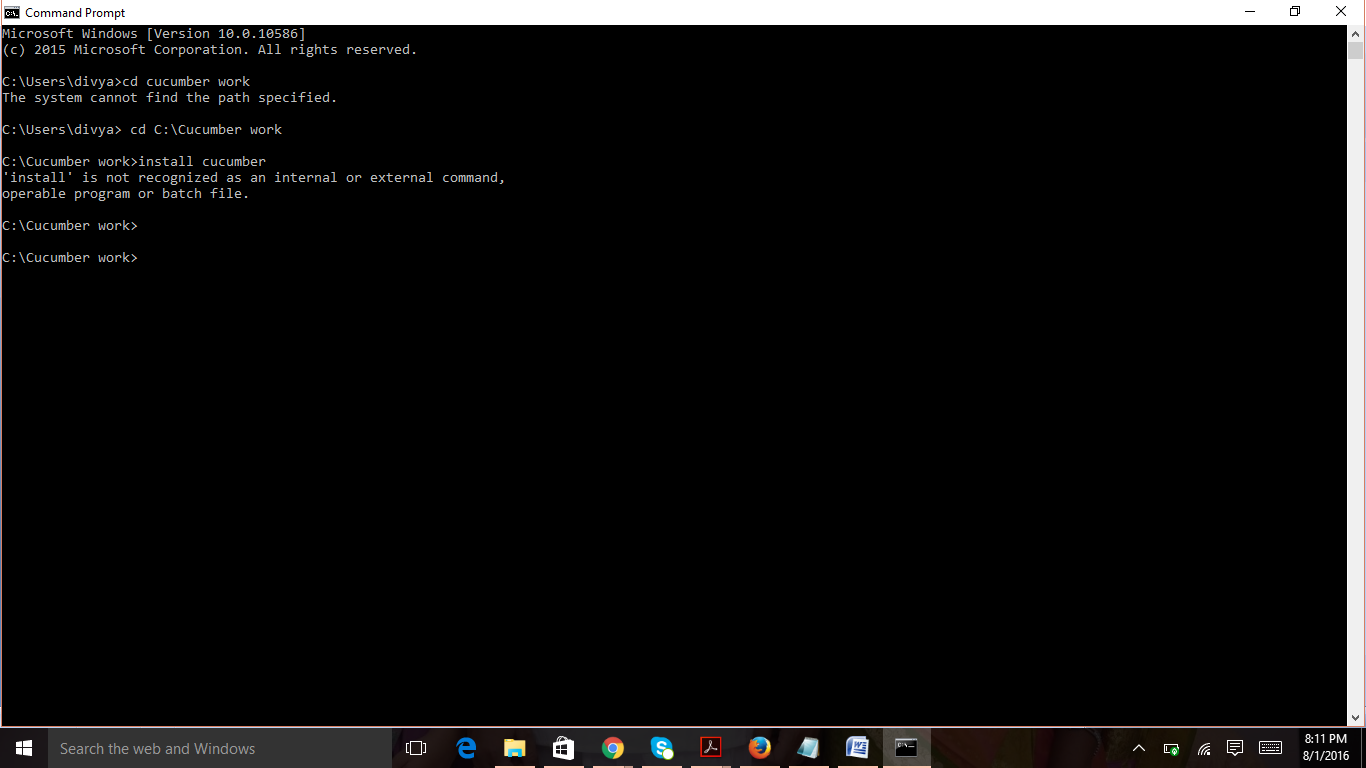 Command Prompt
Microsoft Windows [Version 10.0.10586]
(c) 2015 Microsoft Corporation. All rights reserved.
C:\Users\divya>cd cucumber work
The system cannot find the path specified.
C:\Users\divya> cd C:\Cucumber work
C:\Cucumber work>install cucumber
'install' is not recognized as an internal or external command,
operable program or batch file.
C:\Cucumber work>
C:\Cucumber work>
Search the web and Windows
8:11 PM
8/1/2016